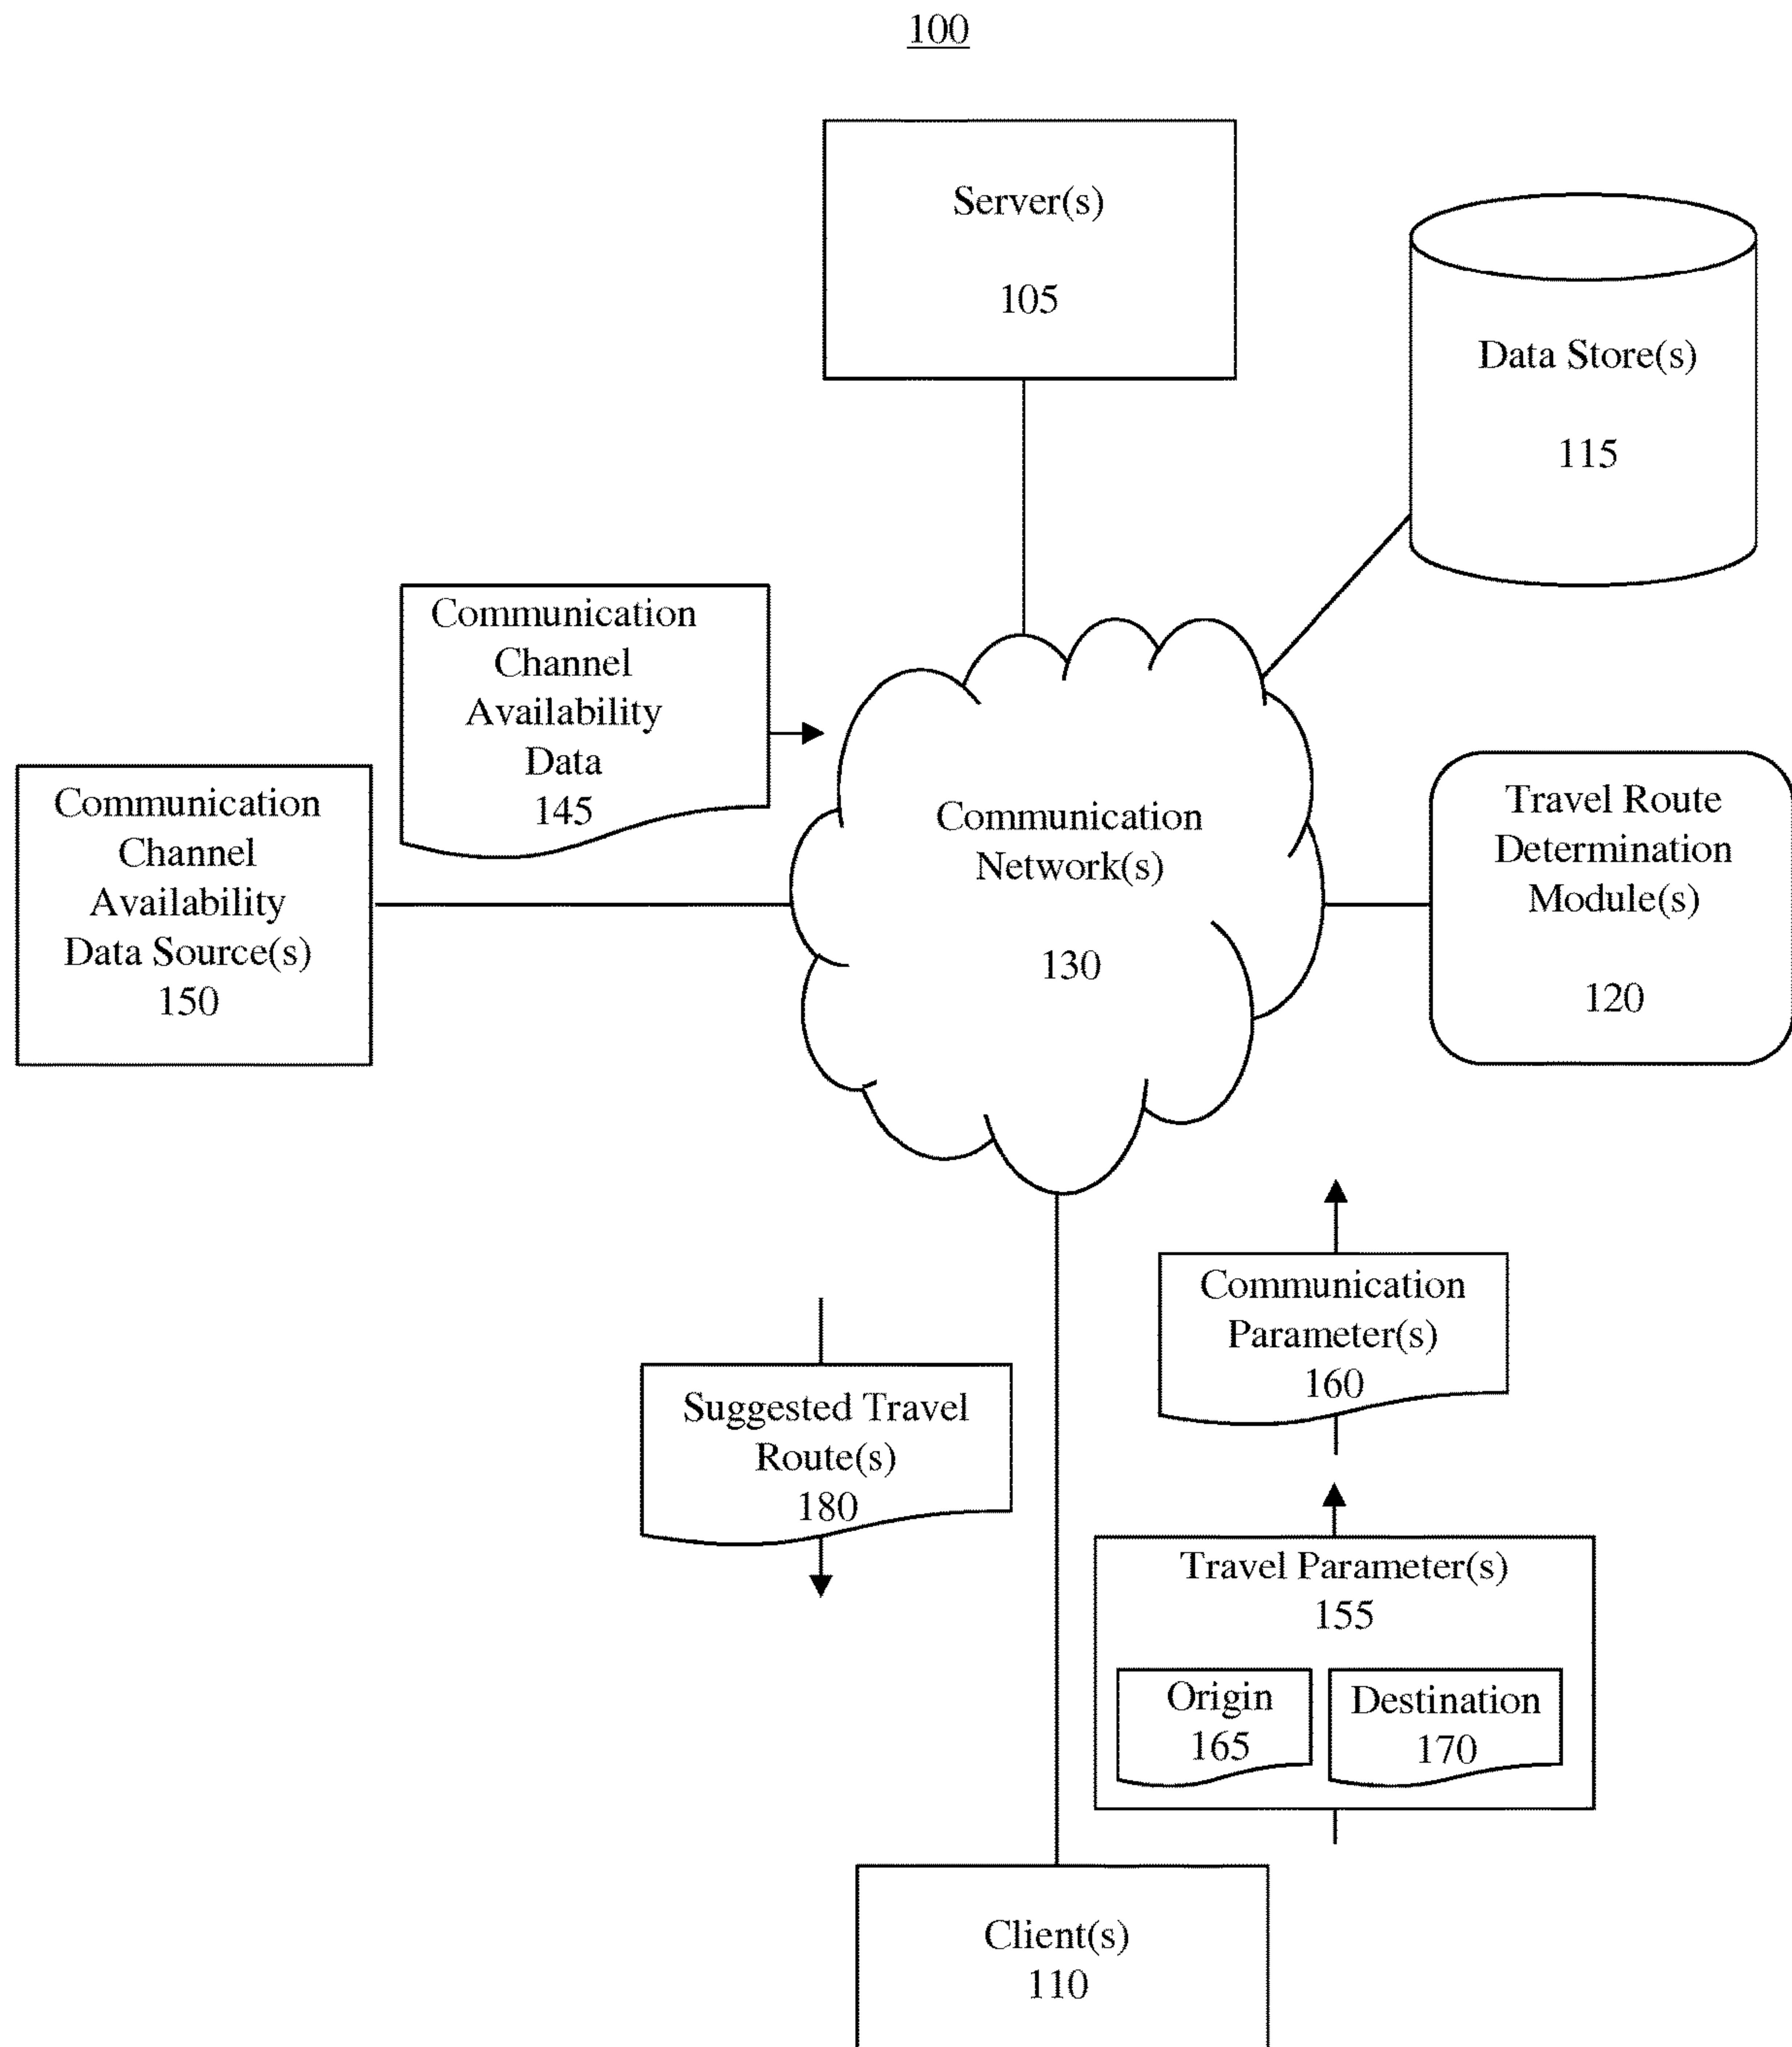 100
Server(s)
105
Data Store(s)
115
Communication
Channel
Availability
Data
145
Communication
Channel
Availability
Data Source(s)
150
Communication
Network(s)
130
Travel Route
Determination
Module(s)
120
Communication
Parameter(s)
160
Suggested Travel
Route(s)
180
Travel Parameter(s)
155
Origin
165
Destination
170
Client(s)
110